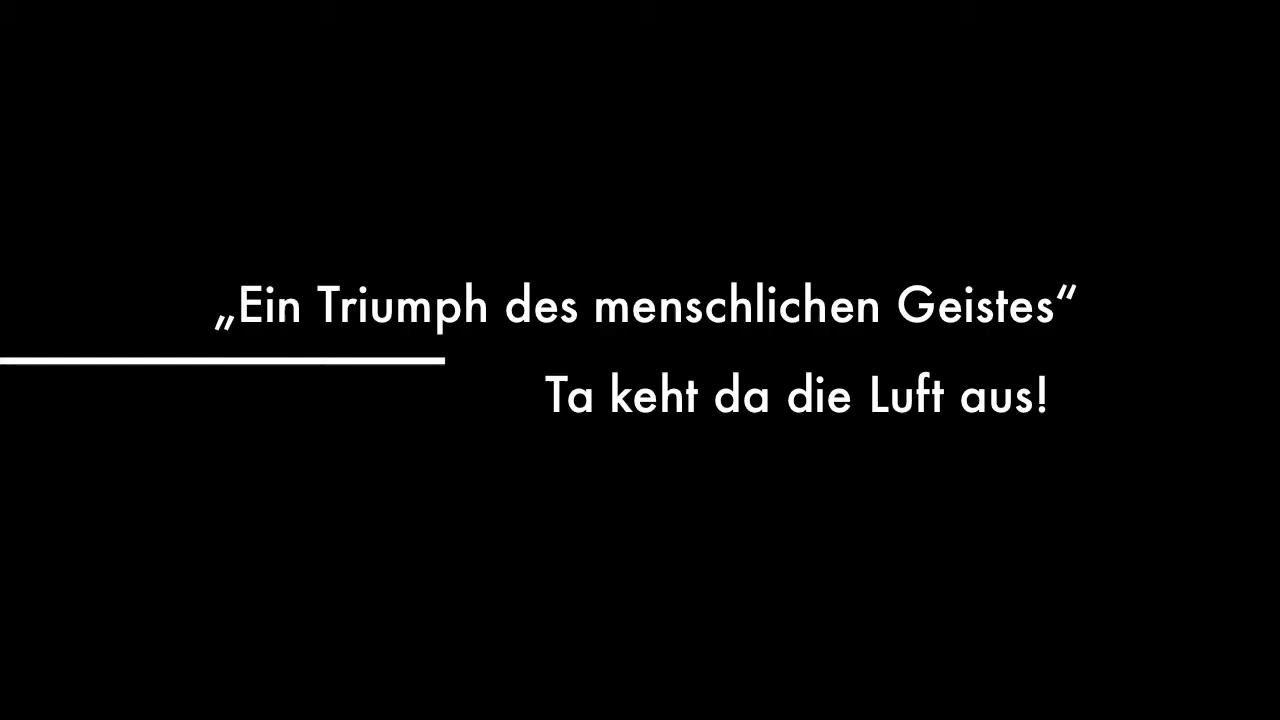 „Ein Triumph des menschlichen Geistes“
Ta keht da die Luft aus!